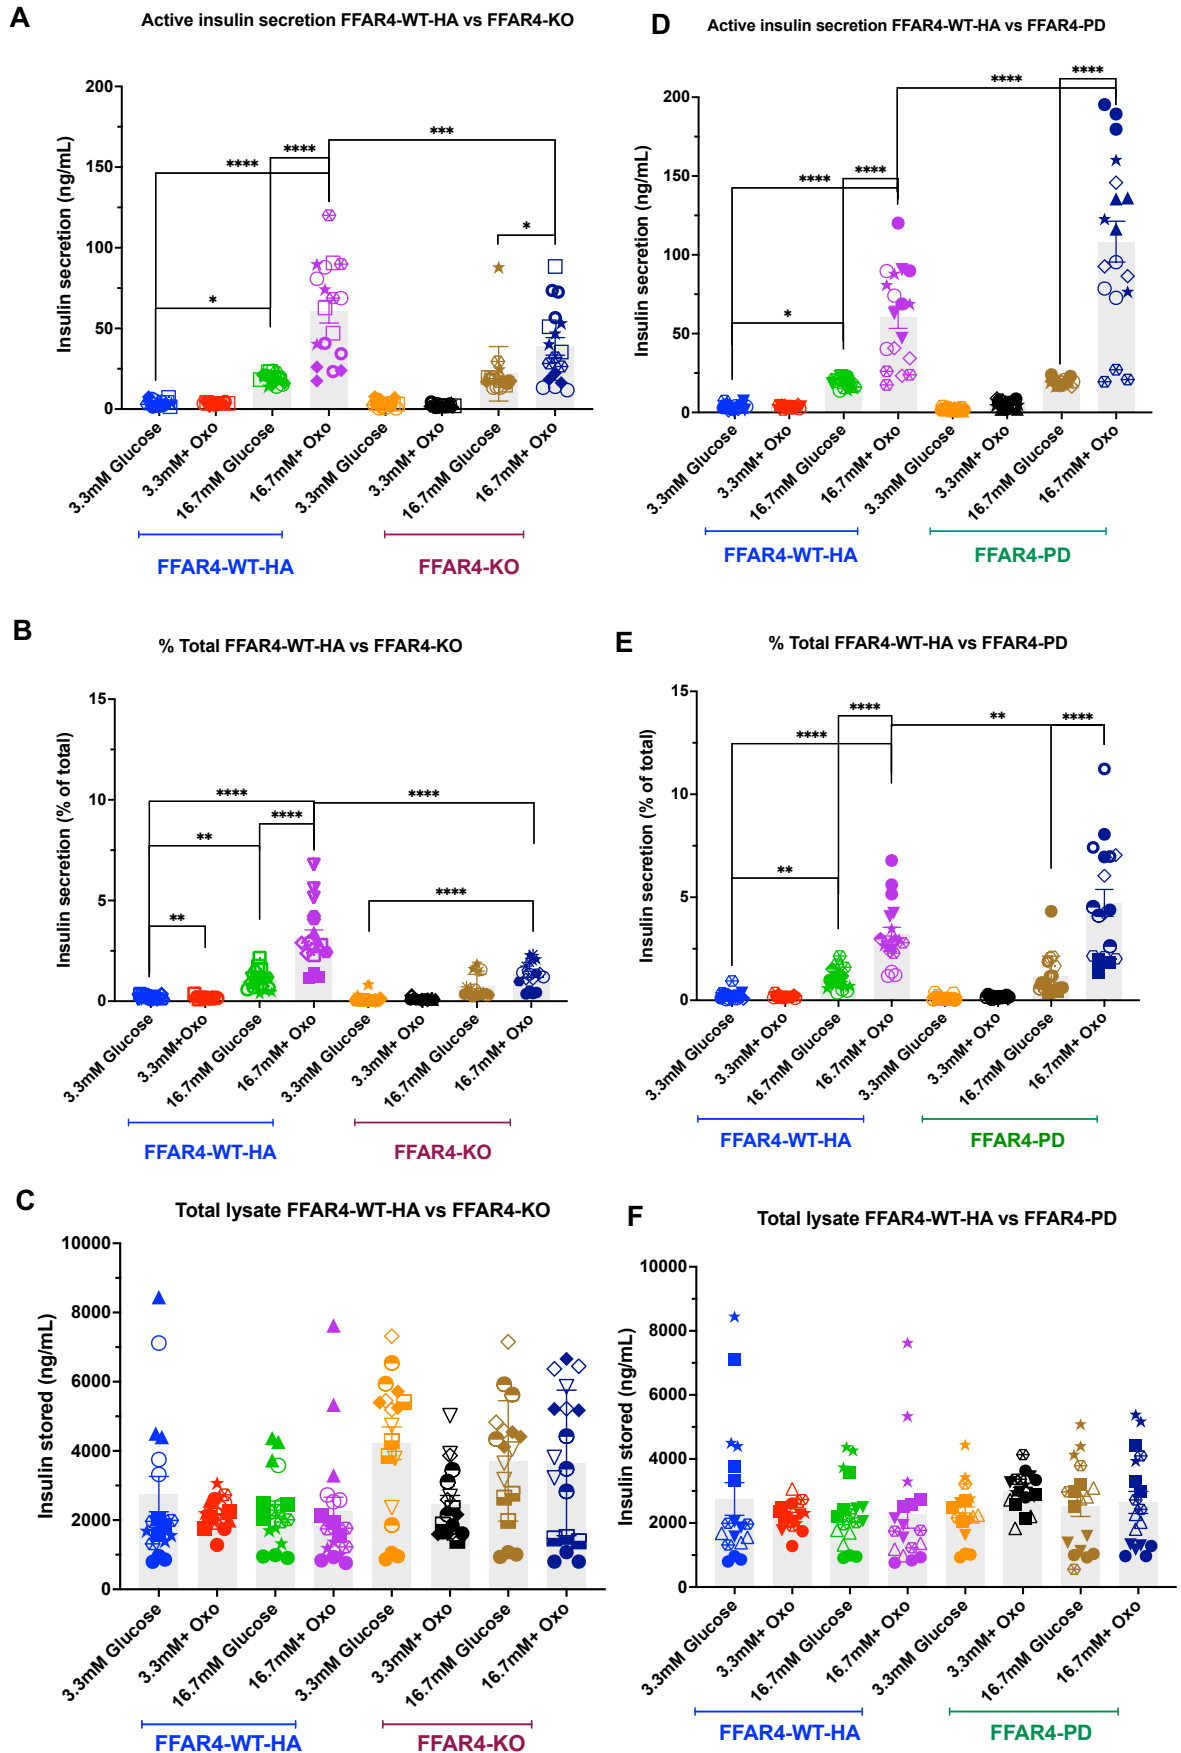 A
Active insulin secretion FFAR4-WT-HA vs FFAR4-KO
Insulin secretion (ng/mL)
200
150
100
50
0
****
****
***
*
*
3.3mM Glucose
3.3mM+ Oxo
16.7mM Glucose
16.7mM+ Oxo
3.3mM Glucose
3.3mM+ Oxo
16.7mM Glucose
16.7mM+ Oxo
FFAR4-WT-HA
FFAR4-KO
D
Active insulin secretion FFAR4-WT-HA vs FFAR4-PD
Insulin secretion (ng/mL)
200
150
100
50
0
****
****
****
****
*
3.3mM Glucose
3.3mM+ Oxo
16.7mM Glucose
16.7mM+ Oxo
3.3mM Glucose
3.3mM+ Oxo
16.7mM Glucose
16.7mM+ Oxo
FFAR4-WT-HA
FFAR4-PD
B
% Total FFAR4-WT-HA vs FFAR4-KO
Insulin secretion (% of total)
15
10
5
0
****
****
****
**
****
**
3.3mM Glucose
3.3mM+Oxo
16.7mM Glucose
16.7mM+ Oxo
3.3mM Glucose
3.3mM+ Oxo
16.7mM Glucose
16.7mM+ Oxo
FFAR4-WT-HA
FFAR4-KO
E
% Total FFAR4-WT-HA vs FFAR4-PD
Insulin secretion (% of total)
15
10
5
0
****
**
****
****
**
3.3mM Glucose
3.3mM+ Oxo
16.7mM Glucose
16.7mM+ Oxo
3.3mM Glucose
3.3mM+ Oxo
16.7mM Glucose
16.7mM+ Oxo
FFAR4-WT-HA
FFAR4-PD
C
Total lysate FFAR4-WT-HA vs FFAR4-KO
Insulin stored (ng/mL)
10000
8000
6000
4000
2000
0
3.3mM Glucose
3.3mM+ Oxo
16.7mM Glucose
16.7mM+ Oxo
3.3mM Glucose
3.3mM+ Oxo
16.7mM Glucose
16.7mM+ Oxo
FFAR4-WT-HA
FFAR4-KO
F
Total lysate FFAR4-WT-HA vs FFAR4-PD
Insulin stored (ng/mL)
10000
8000
6000
4000
2000
0
3.3mM Glucose
3.3mM+ Oxo
16.7mM Glucose
16.7mM+ Oxo
3.3mM Glucose
3.3mM+ Oxo
16.7mM Glucose
16.7mM+ Oxo
FFAR4-WT-HA
FFAR4-PD